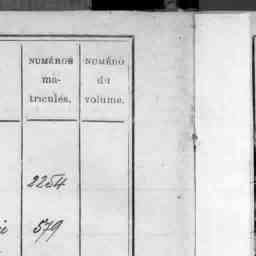 NUMÉROS NUMÉRO
ma- du
tricules. volume.
2254
579